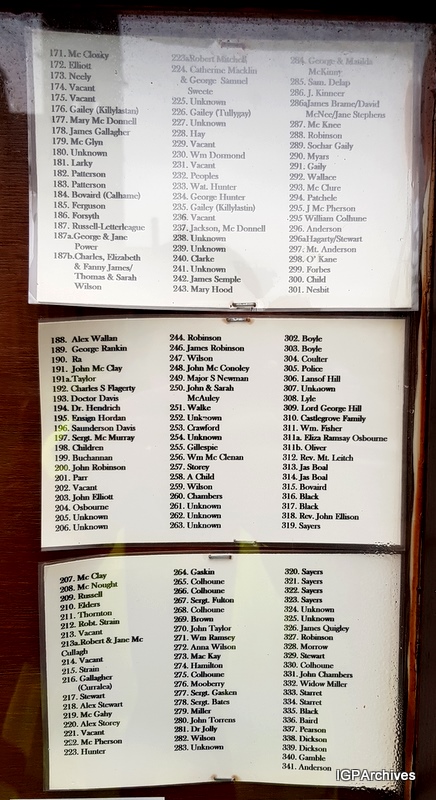 171. Mc Closky
172. Elliott
173. Neely
174. Vacant
175. Vacant
176. Gailey (Killylastan)
177. Mary Mc Donnell
178. James Gallagher
179. Mc Glyn
180. Unknown
181. Larky
182. Patterson
183. Patterson
184. Bovaird (Calhame)
185. Ferguson
186. Forsyth
187. Russell-Letterleague
187a.George & Jane
Power
187b.Charles, Elizabeth
& Fanny James/
Thomas & Sarah
Wilson
223aRobert Mitchell
224. Catherine Macklin
& George Samuel
Sweete
225. Unknown
226. Gailey (Tullygay)
227. Unknown
228. Hay
229. Vacant
230. Wm Dormond
231. Vacant
232. Peoples
233. Wat. Hunter
234. George Hunter
235. Gailey (Killylastin)
236. Vacant
237. Jackson, Mc Donnell
238. Unknown
239. Unknown
240. Clarke
241. Unknown
242. James Semple
243. Mary Hood
284. George & Matilda
McKinny
285. Sam, Delap
286. J. Kinneer
286aJames Brame/David
McNee/Jane Stephens
287. Mc Knee
288. Robinson
289. Sochar Gaily
290. Myars
291. Gaily
292. Wallace
293. Mc Clure
294. Patchele
295. J Mc Pherson
295 William Colhune
296. Anderson
296aHagarty/Stewart
297. Mt. Anderson
298. O' Kane
299. Forbes
300. Child
301. Nesbit
188. Alex Wallan
189. George Rankin
190. Ra
191. John Mc Clay
191a.Taylor
192. Charles S Flagerty
193. Doctor Davis
194. Dr. Hendrich
195. Ensign Hordan
196. Saunderson Davis
197. Sergt. Mc Murray
198. Children
199. Buchannan
200. John Robinson
201. Parr
202. Vacant
203. John Elliott
204. Osbourne
205. Unknown
206. Unknown
244. Robinson
246. James Robinson
247. Wilson
248. John Mc Conoley
249. Major S Newman
250. John & Sarah
McAuley
251. Walke
252. Unknown
253. Crawford
254. Unknown
255. Gillespie
256. Wm Mc Clenan
257. Storey
258. A Child
259. Wilson
260. Chambers
261. Unknown
262. Unknown
263. Unknown
302. Boyle
303. Boyle
304. Coulter
305. Police
306. Lansof Hill
307. Unknown
308. Lyle
309. Lord George Hill
310. Castlegrove Family
311. Wm. Fisher
311a. Eliza Ramsay Osbourne
311b. Oliver
312. Rev. Mt. Leitch
313. Jas Boal
314. Jas Boal
315. Bovaird
316. Black
317. Black
318. Rev. John Ellison
319. Sayers
207. Mc Clay
208. Mc Nought
209. Russell
210. Elders
211. Thornton
212. Robt. Strain
213. Vacant
213a.Robert & Jane Mc
Cullagh
214. Vacant
215. Strain
216. Gallagher
(Curralea)
217. Stewart
218. Alex Stewart
219. Mc Gahy
220. Alex Storey
221. Vacant
222. Mc Pherson
223. Hunter
264. Gaskin
265. Colhoune
266. Colhoune
267. Sergt. Fulton
268. Colhoune
269. Brown
270. John Taylor
271. Wm Ramsey
272. Anna Wilson
273. Mac Kay
274. Hamilton
275. Colhoune
276. Mooberry
277. Sergt. Gasken
278. Sergt. Bates
279. Miller
280. John Torrens
281. Dr Jolly
282. Wilson
283. Unknown
320. Sayers
321. Sayers
322. Sayers
323. Sayers
324. Unknown
325. Unknown
326. James Quigley
327. Robinson
328. Morrow
329. Stewart
330. Colhoune
331. John Chambers
332. Widow Miller
333. Starret
334. Starret
335. Black
336. Baird
337. Pearson
338. Dickson
339. Dickson
340. Gamble
341. Anderson
IGPArchives